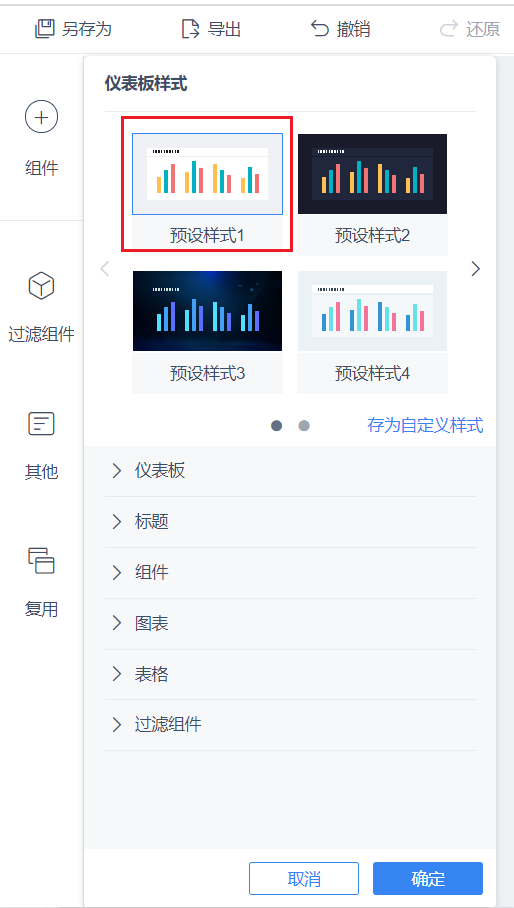 另存为 导出 撤销 还原
仪表板样式
组件
预设样式1 预设样式2
过滤组件
预设样式3 预设样式4
存为自定义样式
其他
仪表板
标题
组件
复用
图表
表格
过滤组件
取消 确定